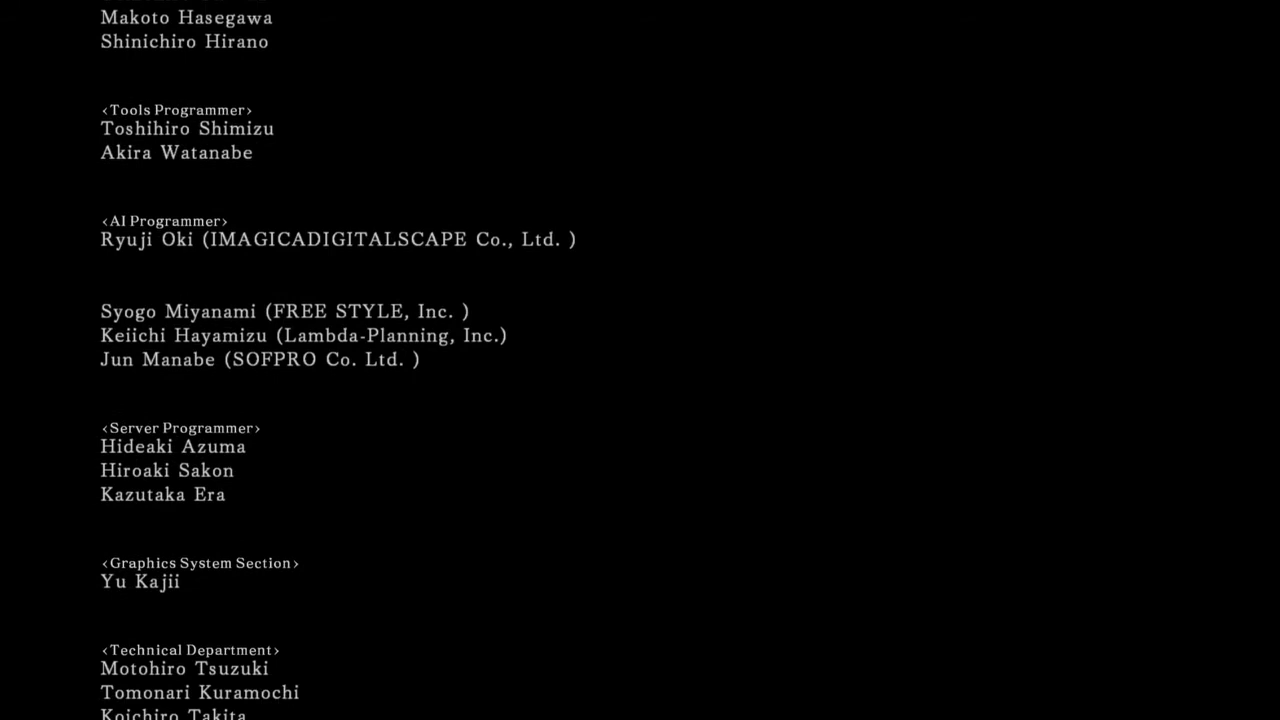 Makoto Hasegawa
Shinichiro Hirano
<Tools Programmer>
Toshihiro Shimizu
Akira Watanabe
<AI Programmer>
Ryuji Oki (IMAGICADIGITALSCAPE Co., Ltd. )
Syogo Miyanami (FREE STYLE, Inc. )
Keiichi Hayamizu (Lambda-Planning, Inc.)
Jun Manabe (SOFPRO Co. Ltd. )
<Server Programmer>
Hideaki Azuma
Hiroaki Sakon
Kazutaka Era
<Graphics System Section>
Yu Kajii
<Technical Department>
Motohiro Tsuzuki
Tomonari Kuramochi
Koichiro Takita